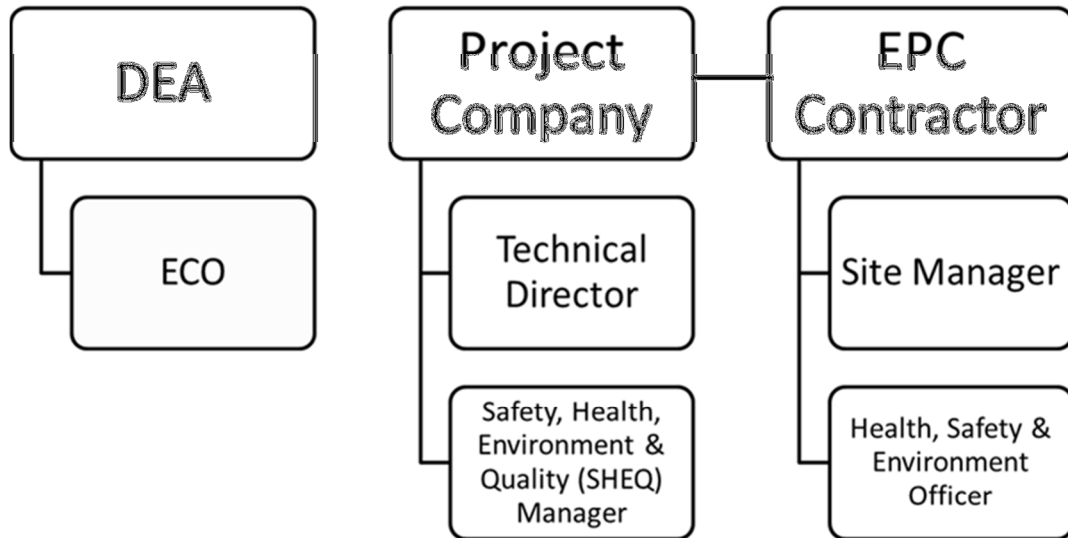 DEA
ECO
Project
Company
Technical
Director
Safety, Health,
Environment &
Quality (SHEQ)
Manager
EPC
Contractor
Site Manager
Health, Safety &
Environment
Officer